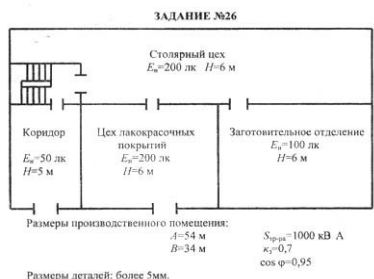 ЗАДАНИЕ №26
Столярный цех
Eн=200 лк H=6 м
Коридор
Eн=50 лк
H=5 м
Цех лакокрасочных
покрытий
Eн=200 лк
H=6м
Заготовительное отделение
Eн=100 лк
H=6 м
Размеры производственного помещения:
A=54 м
B=34 м
Sтр-ра=1000 кВ А
кз=0,7
cos φ=0,95
Размеры деталей: более 5мм.